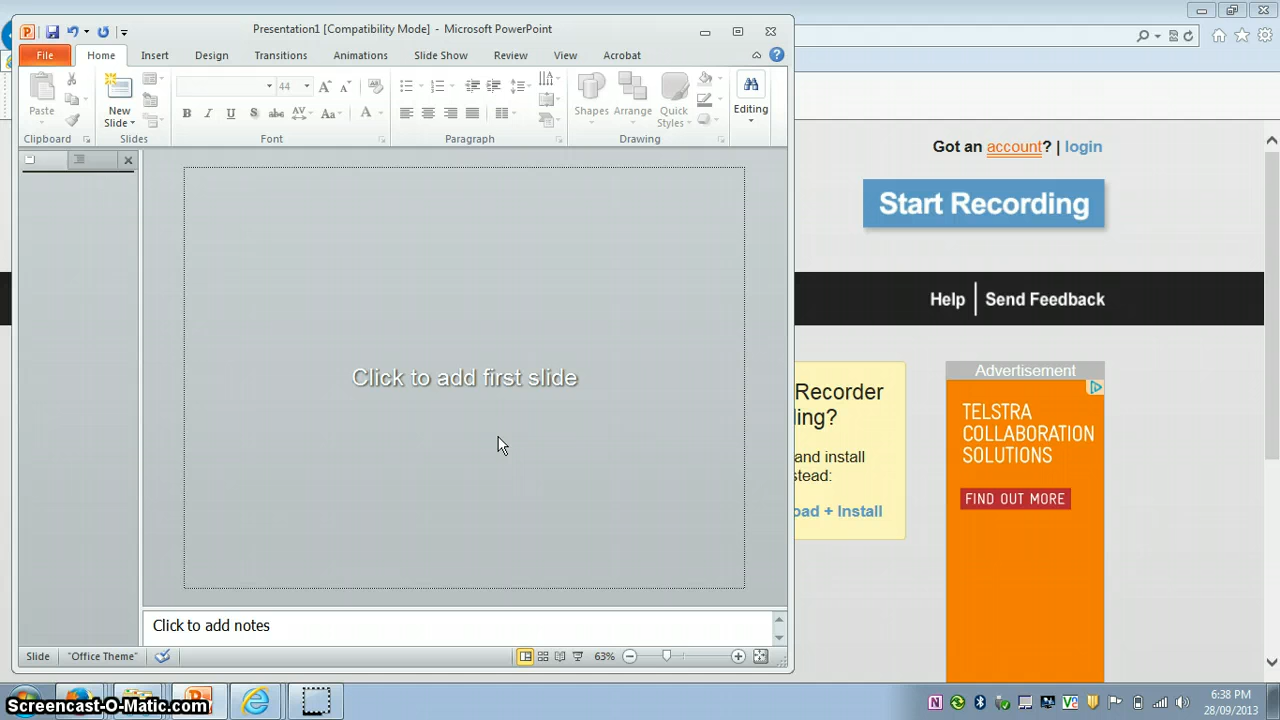 Presentation1 [Compatibility Mode] - Microsoft PowerPoint
File Home Insert Design Transitions Animations Slide Show Review View Acrobat
Paste
New
Slide
44
B I U S abc AV Aa A
Shapes Arrange Quick
Styles
Editing
Clipboard Slides Font Paragraph Drawing
Click to add first slide
Click to add notes
Slide "Office Theme" 63%
Got an account? | login
Start Recording
Help Send Feedback
Recorder
ling?
and install
stead:
oad + Install
Advertisement
TELSTRA
COLLABORATION
SOLUTIONS
FIND OUT MORE
Screencast-O-Matic.com
6:38 PM
28/09/2013